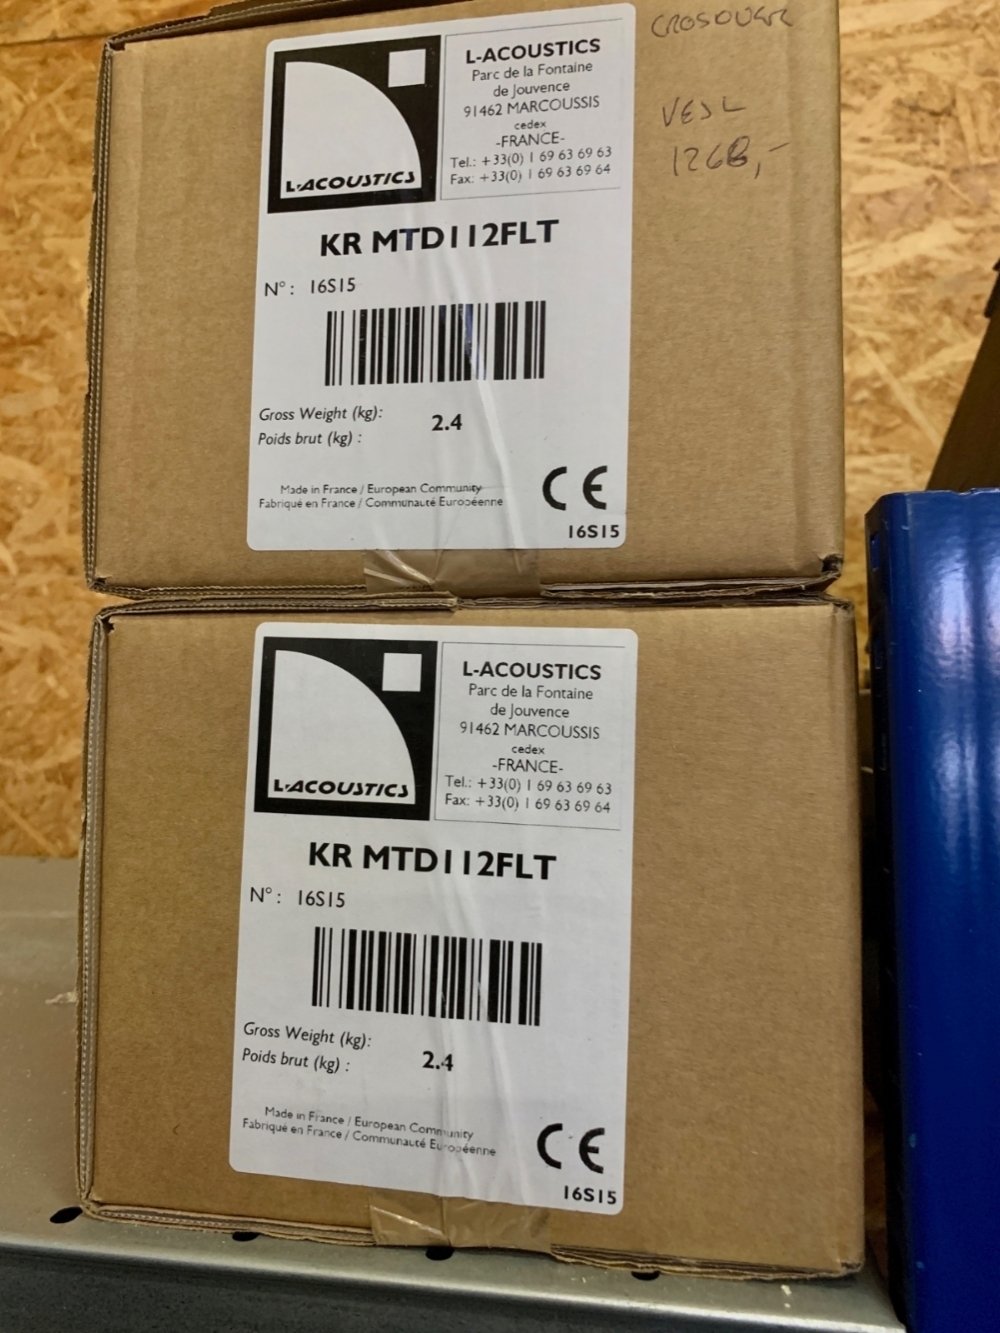 CROSOVER
VESL
1268,-
L-ACOUSTICS
L-ACOUSTICS
Parc de la Fontaine
de Jouvence
91462 MARCOUSSIS
cedex
-FRANCE-
Tel.: +33(0) 1 69 63 69 63
Fax: +33(0) 1 69 63 69 64
KR MTD112FLT
N° : 16S15
Gross Weight (kg):
Poids brut (kg) :
2.4
Made in France / European Community
Fabriqué en France / Communauté Européenne
CE
16S15
L-ACOUSTICS
L-ACOUSTICS
Parc de la Fontaine
de Jouvence
91462 MARCOUSSIS
cedex
-FRANCE-
Tel.: +33(0) 1 69 63 69 63
Fax: +33(0) 1 69 63 69 64
KR MTD112FLT
N° : 16S15
Gross Weight (kg):
Poids brut (kg) :
2.4
Made in France / European Community
Fabriqué en France / Communauté Européenne
CE
16S15